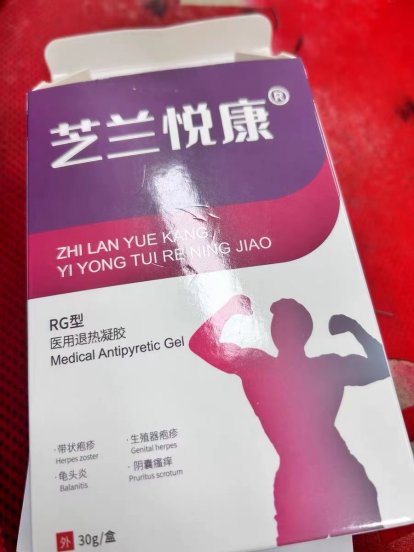 芝兰悦康®
ZHI LAN YUE KANG
YI YONG TUI RE NING JIAO
RG型
医用退热凝胶
Medical Antipyretic Gel
·带状疱疹
Herpes zoster
·生殖器疱疹
Genital herpes
·龟头炎
Balanitis
·阴囊瘙痒
Pruritus scrotum
外 30g/盒